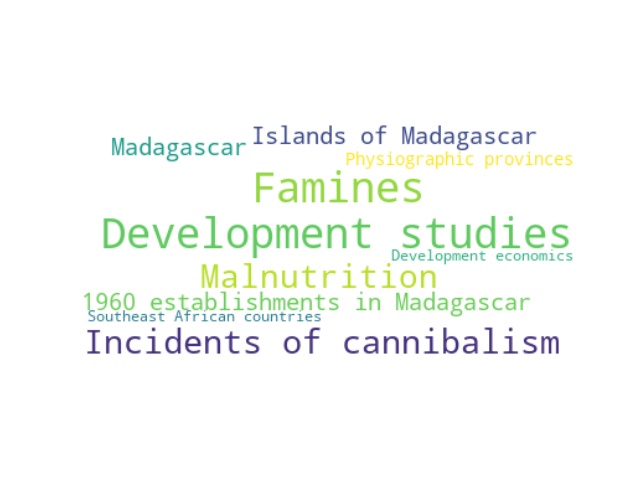 Islands of Madagascar
Madagascar
Physiographic provinces
Famines
Development studies
Development economics
Malnutrition
1960 establishments in Madagascar
Southeast African countries
Incidents of cannibalism